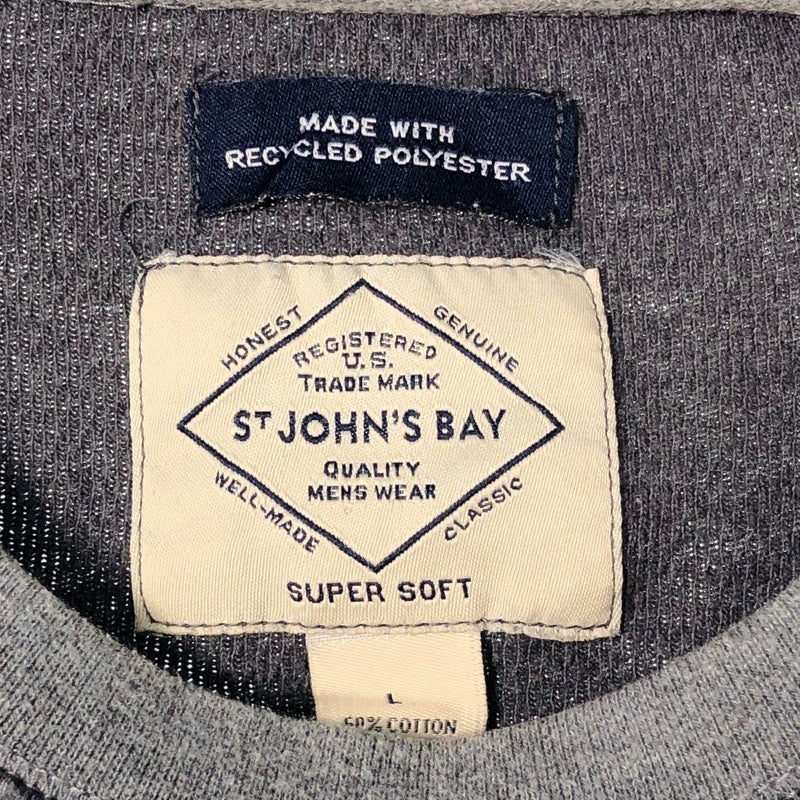 MADE WITH
RECYCLED POLYESTER
HONEST
GENUINE
REGISTERED
U.S.
TRADE MARK
ST JOHN'S BAY
QUALITY
MENS WEAR
WELL-MADE
CLASSIC
SUPER SOFT
L
60% COTTON